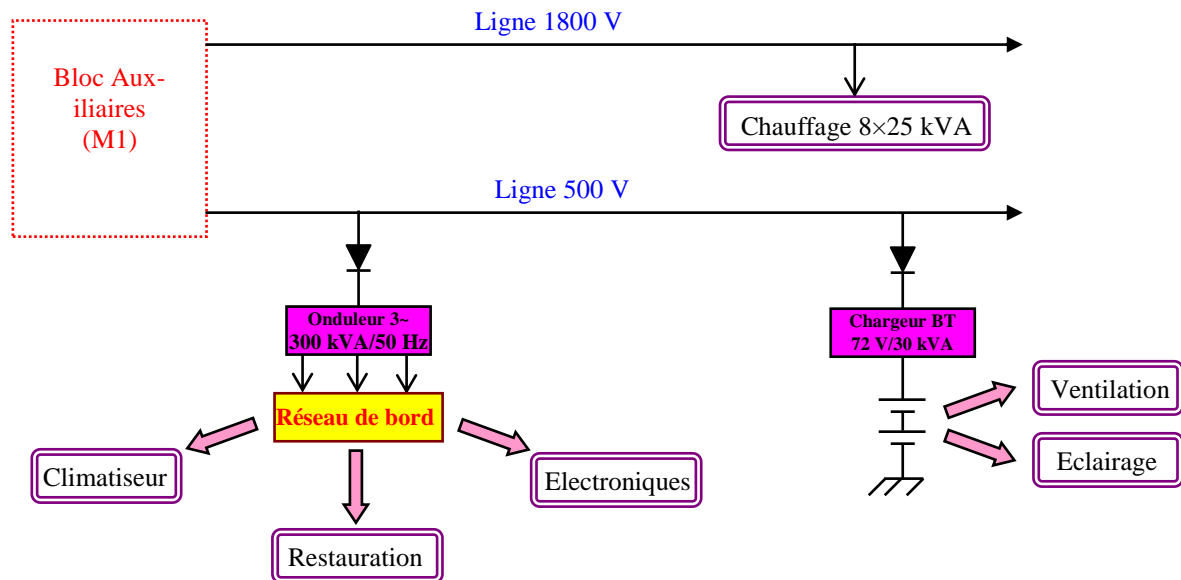 Ligne 1800 V
Bloc Aux-
iliaires
(M1)
Chauffage 8×25 kVA
Ligne 500 V
Onduleur 3~
300 kVA/50 Hz
Chargeur BT
72 V/30 kVA
Réseau de bord
Ventilation
Climatiseur
Electroniques
Eclairage
Restauration